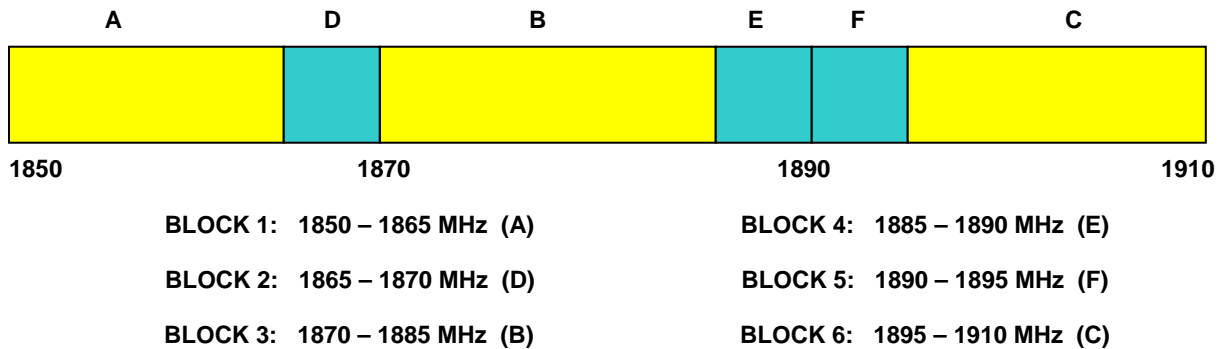 A D B E F C
1850 1870 1890 1910
BLOCK 1: 1850 – 1865 MHz (A) BLOCK 4: 1885 – 1890 MHz (E)
BLOCK 2: 1865 – 1870 MHz (D) BLOCK 5: 1890 – 1895 MHz (F)
BLOCK 3: 1870 – 1885 MHz (B) BLOCK 6: 1895 – 1910 MHz (C)